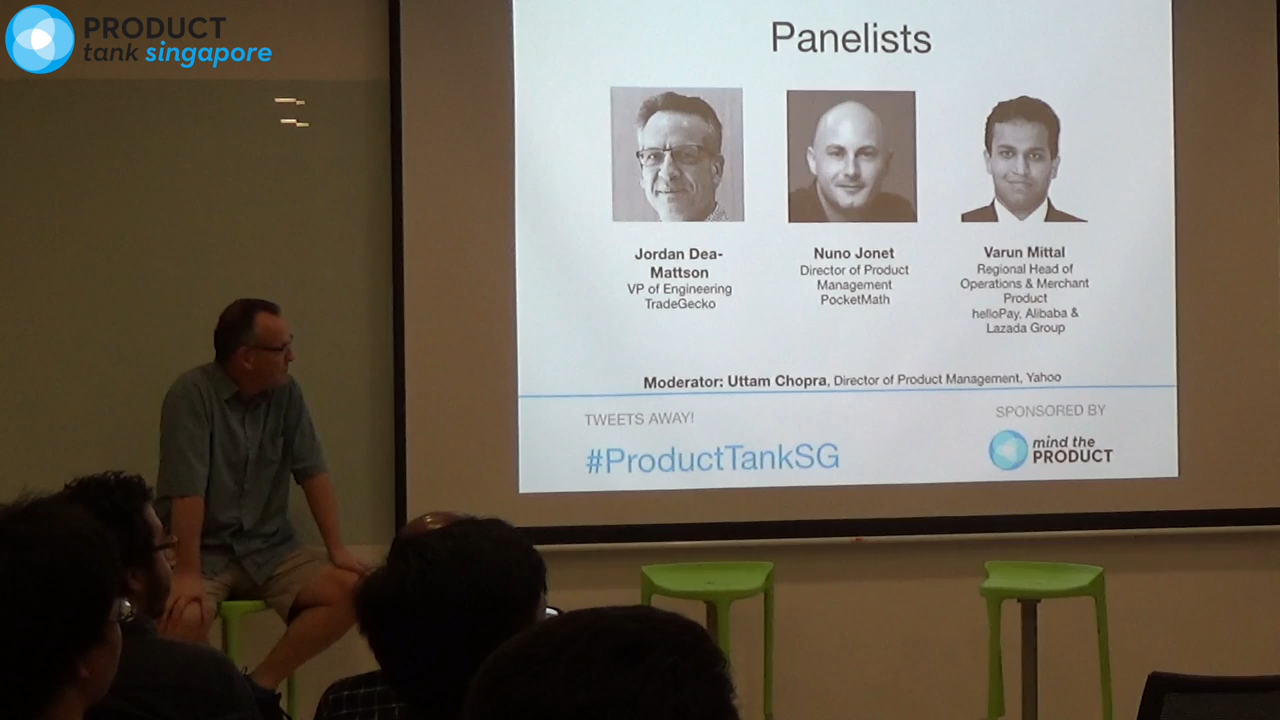 PRODUCT
tank singapore
Panelists
Jordan Dea-
Mattson
VP of Engineering
TradeGecko
Nuno Jonet
Director of Product
Management
PocketMath
Varun Mittal
Regional Head of
Operations & Merchant
Product
helloPay, Alibaba &
Lazada Group
Moderator: Uttam Chopra, Director of Product Management, Yahoo
TWEETS AWAY!
#ProductTankSG
SPONSORED BY
mind the
PRODUCT